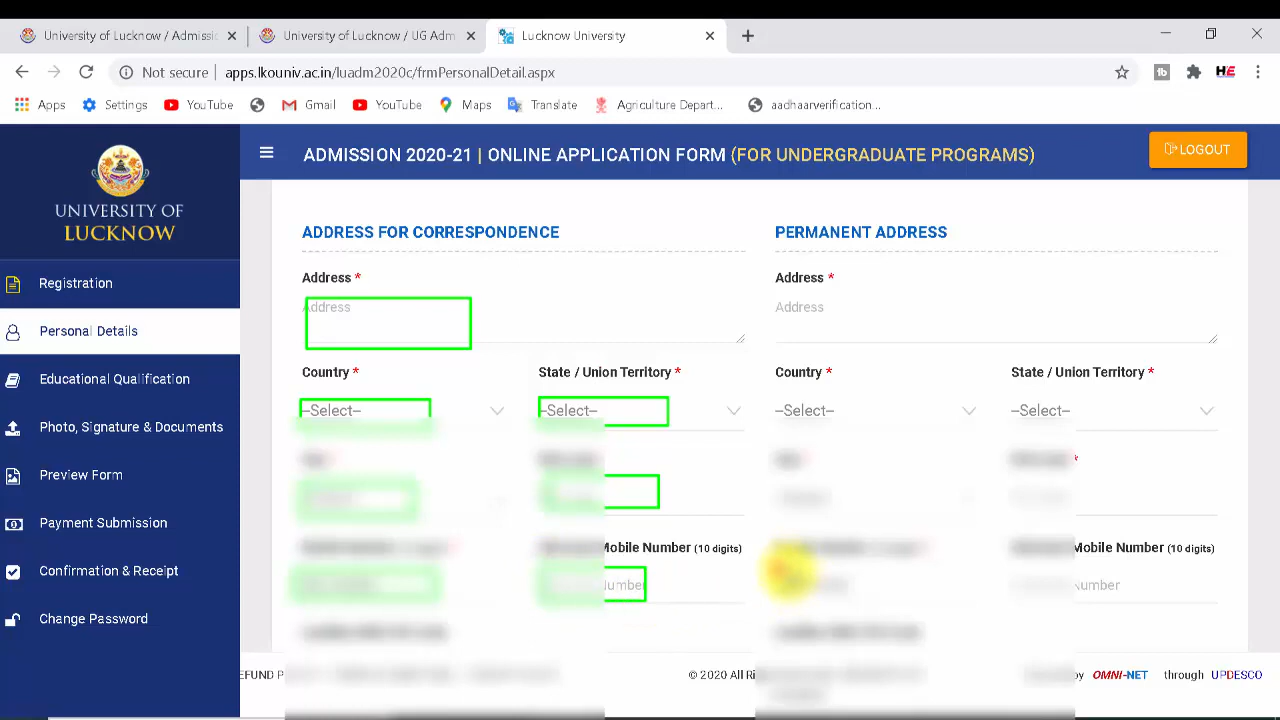 University of Lucknow / Admissi
University of Lucknow / UG Adm
Lucknow University
Not secure
apps.lkouniv.ac.in/luadm2020c/frmPersonalDetail.aspx
Apps
Settings
YouTube
Gmail
YouTube
Maps
Translate
Agriculture Depart...
aadhaarverification...
UNIVERSITY OF
LUCKNOW
Registration
Personal Details
Educational Qualification
Photo, Signature & Documents
Preview Form
Payment Submission
Confirmation & Receipt
Change Password
ADMISSION 2020-21 | ONLINE APPLICATION FORM (FOR UNDERGRADUATE PROGRAMS)
LOGOUT
ADDRESS FOR CORRESPONDENCE
Address *
Address
Country *
State / Union Territory *
--Select--
--Select--
Mobile Number (10 digits)
Number
PERMANENT ADDRESS
Address *
Address
Country *
State / Union Territory *
--Select--
--Select--
Mobile Number (10 digits)
Number
© 2020 All
by OMNI-NET through UPDESCO